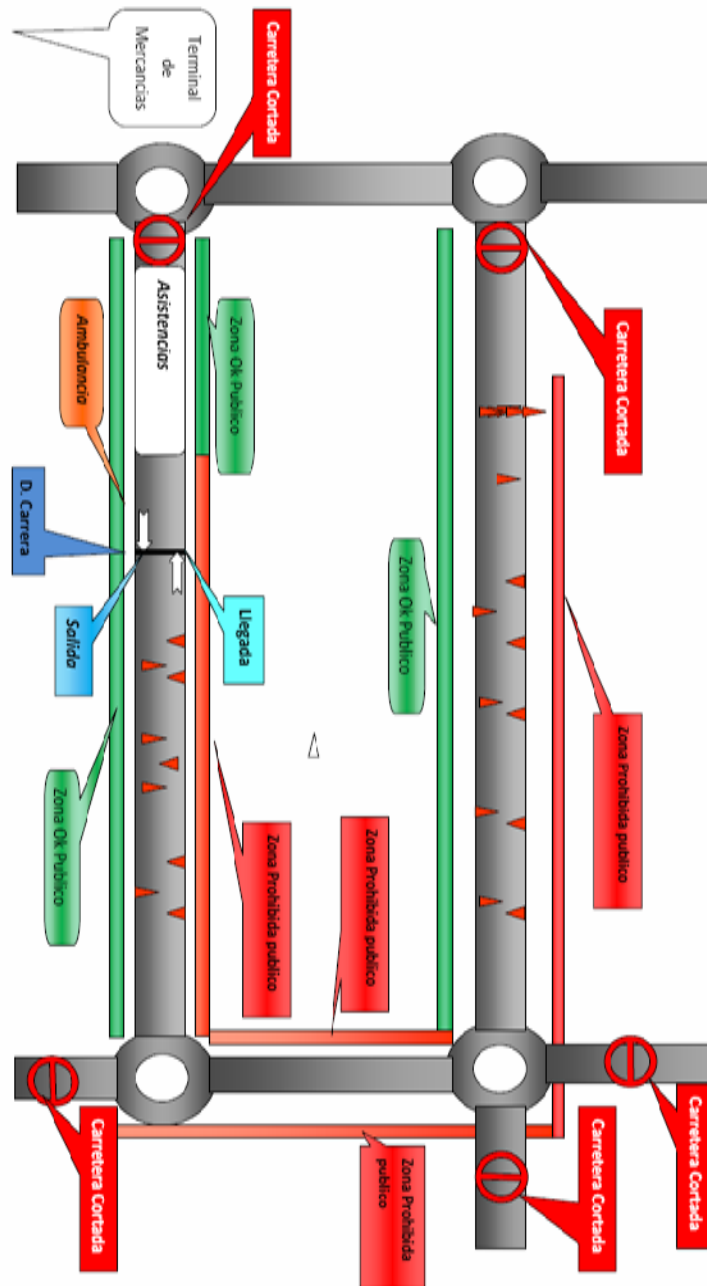 Terminal
de
Mercancias
Carretera Cortada
Carretera Cortada
Asistencias
Zona Ok Publico
Ambulancia
D. Carrera
Salida
Llegada
Zona Ok Publico
Zona Ok Publico
Zona Prohibida publico
Zona Prohibida publico
Zona Prohibida publico
Zona Prohibida
publico
Carretera Cortada
Carretera Cortada
Carretera Cortada